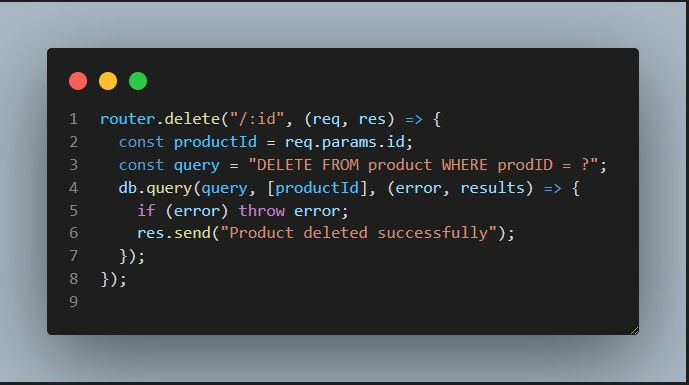 1 router.delete("/:id", (req, res) => {
2   const productId = req.params.id;
3   const query = "DELETE FROM product WHERE prodID = ?";
4   db.query(query, [productId], (error, results) => {
5     if (error) throw error;
6     res.send("Product deleted successfully");
7   });
8 });
9